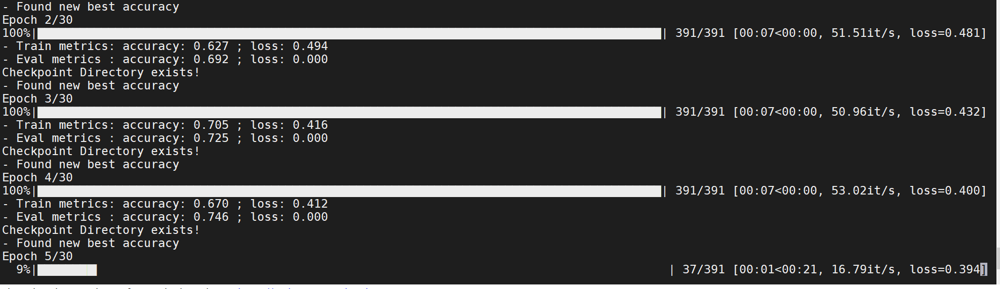 - Found new best accuracy
Epoch 2/30
100%| | 391/391 [00:07<00:00, 51.51it/s, loss=0.481]
- Train metrics: accuracy: 0.627 ; loss: 0.494
- Eval metrics : accuracy: 0.692 ; loss: 0.000
Checkpoint Directory exists!
- Found new best accuracy
Epoch 3/30
100%| | 391/391 [00:07<00:00, 50.96it/s, loss=0.432]
- Train metrics: accuracy: 0.705 ; loss: 0.416
- Eval metrics : accuracy: 0.725 ; loss: 0.000
Checkpoint Directory exists!
- Found new best accuracy
Epoch 4/30
100%| | 391/391 [00:07<00:00, 53.02it/s, loss=0.400]
- Train metrics: accuracy: 0.670 ; loss: 0.412
- Eval metrics : accuracy: 0.746 ; loss: 0.000
Checkpoint Directory exists!
- Found new best accuracy
Epoch 5/30
9%| | 37/391 [00:01<00:21, 16.79it/s, loss=0.394]